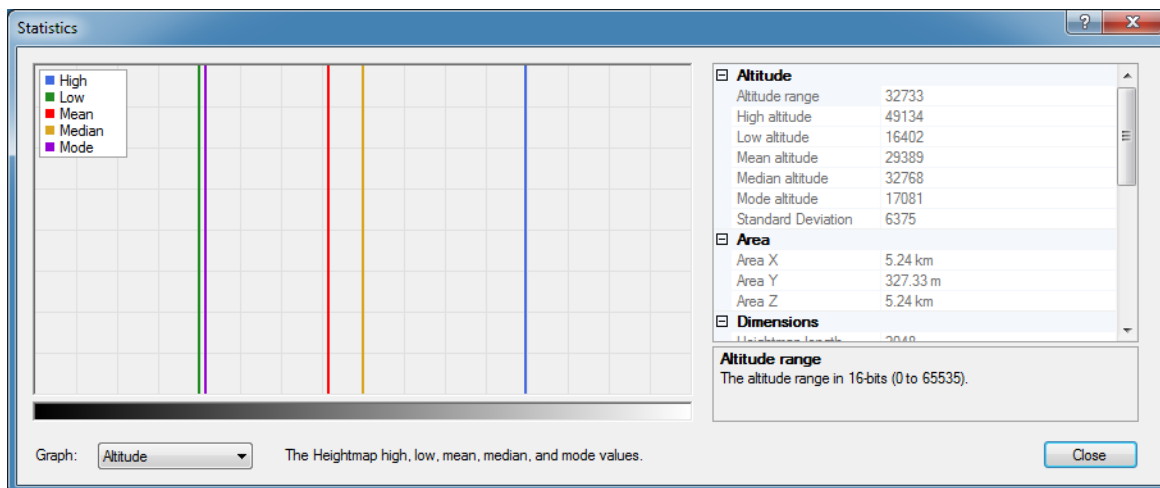 Statistics
?
High
Low
Mean
Median
Mode
Altitude
Altitude range 32733
High altitude 49134
Low altitude 16402
Mean altitude 29389
Median altitude 32768
Mode altitude 17081
Standard Deviation 6375
Area
Area X 5.24 km
Area Y 327.33 m
Area Z 5.24 km
Dimensions
Heightmap length 2048
Altitude range
The altitude range in 16-bits (0 to 65535).
Graph: Altitude The Heightmap high, low, mean, median, and mode values. Close